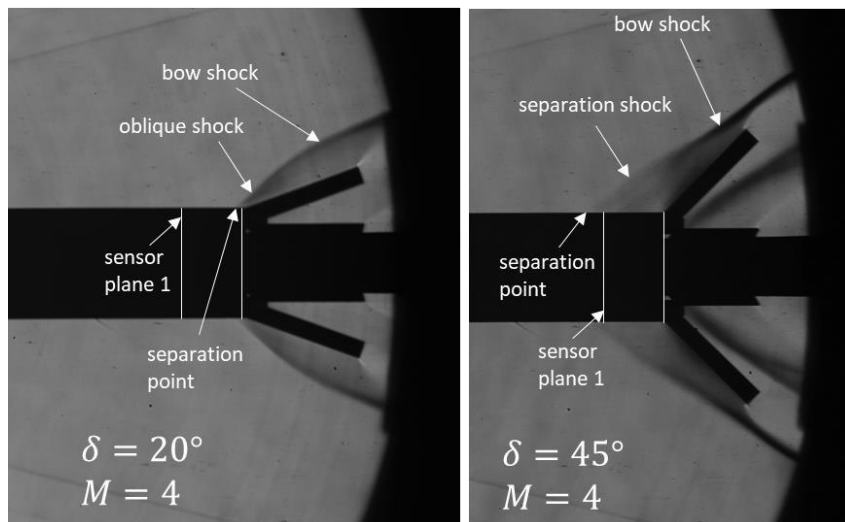 bow shock
oblique shock
sensor
plane 1
separation
point
δ = 20°
M = 4
bow shock
separation shock
separation
point
sensor
plane 1
δ = 45°
M = 4